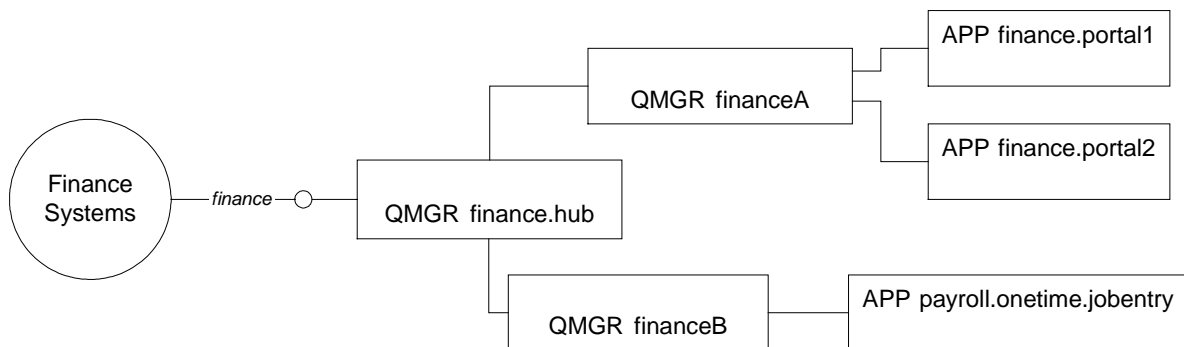 APP finance.portal1
QMGR financeA
APP finance.portal2
Finance
Systems
finance
QMGR finance.hub
APP payroll.onetime.jobentry
QMGR financeB